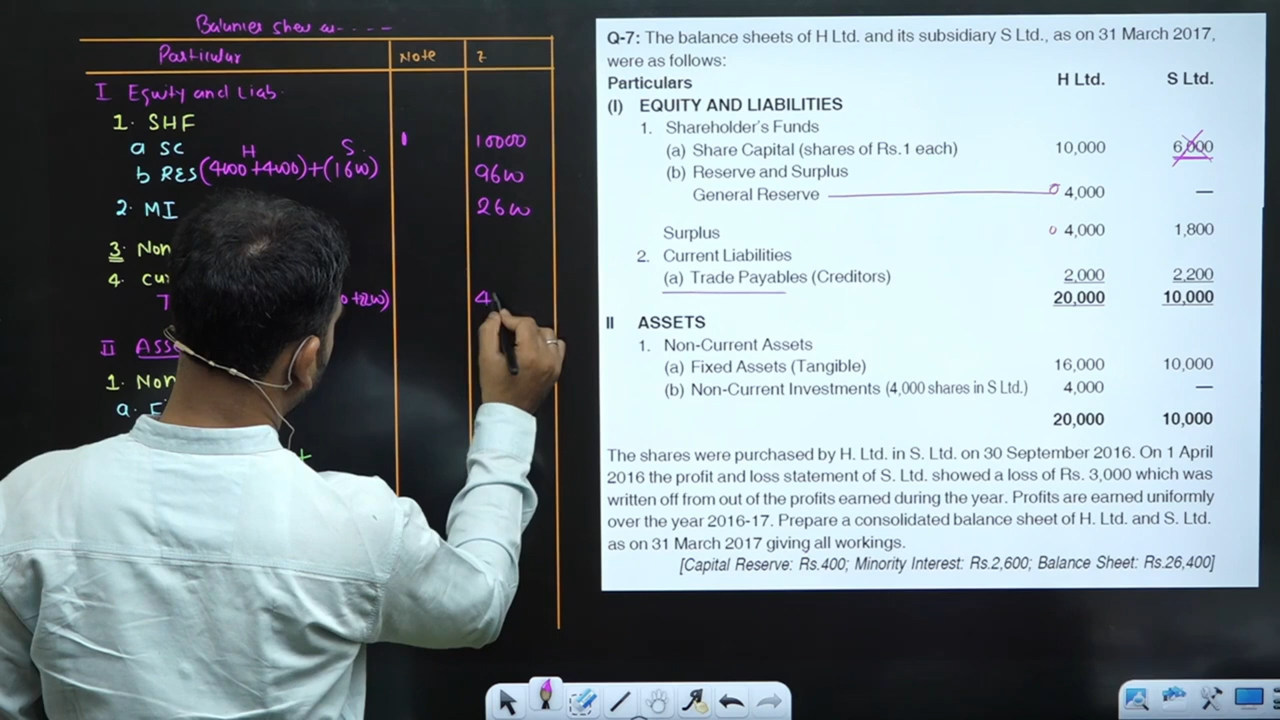 Balances sheet as-----
Particular Note ₹
I Equity and Liab.
1. SHF
a SC 1 10000
H S.
b RES (4000+4000)+(1600) 9600
2. MI 2600
3. Non
4. Cu
T 4
II Ass
1. Non
a. Fi
Q-7: The balance sheets of H Ltd. and its subsidiary S Ltd., as on 31 March 2017,
were as follows:
Particulars H Ltd. S Ltd.
(I) EQUITY AND LIABILITIES
1. Shareholder's Funds
(a) Share Capital (shares of Rs.1 each) 10,000 6,000
(b) Reserve and Surplus
General Reserve 4,000 —
Surplus 4,000 1,800
2. Current Liabilities
(a) Trade Payables (Creditors) 2,000 2,200
20,000 10,000
II ASSETS
1. Non-Current Assets
(a) Fixed Assets (Tangible) 16,000 10,000
(b) Non-Current Investments (4,000 shares in S Ltd.) 4,000 —
20,000 10,000
The shares were purchased by H. Ltd. in S. Ltd. on 30 September 2016. On 1 April
2016 the profit and loss statement of S. Ltd. showed a loss of Rs. 3,000 which was
written off from out of the profits earned during the year. Profits are earned uniformly
over the year 2016-17. Prepare a consolidated balance sheet of H. Ltd. and S. Ltd.
as on 31 March 2017 giving all workings.
[Capital Reserve: Rs.400; Minority Interest: Rs.2,600; Balance Sheet: Rs.26,400]